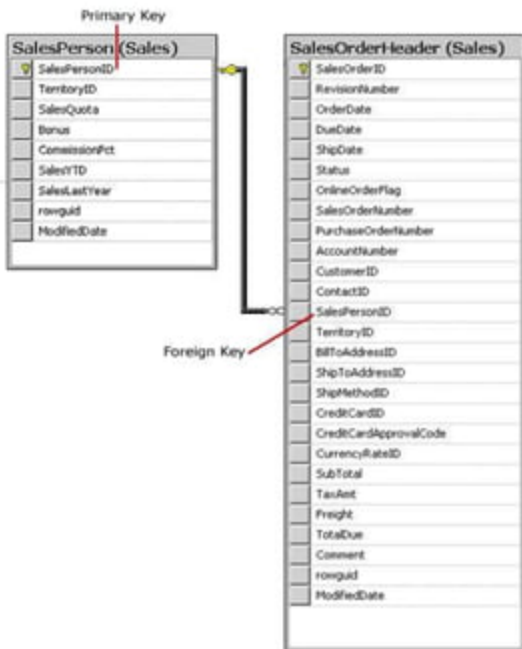 Primary Key
SalesPerson (Sales)
SalesPersonID
TerritoryID
SalesQuota
Bonus
CommissionPct
SalesYTD
SalesLastYear
rowguid
ModifiedDate
SalesOrderHeader (Sales)
SalesOrderID
RevisionNumber
OrderDate
DueDate
ShipDate
Status
OnlineOrderFlag
SalesOrderNumber
PurchaseOrderNumber
AccountNumber
CustomerID
ContactID
SalesPersonID
TerritoryID
BillToAddressID
ShipToAddressID
ShipMethodID
CreditCardID
CreditCardApprovalCode
CurrencyRateID
SubTotal
TaxAmt
Freight
TotalDue
Comment
rowguid
ModifiedDate
Foreign Key